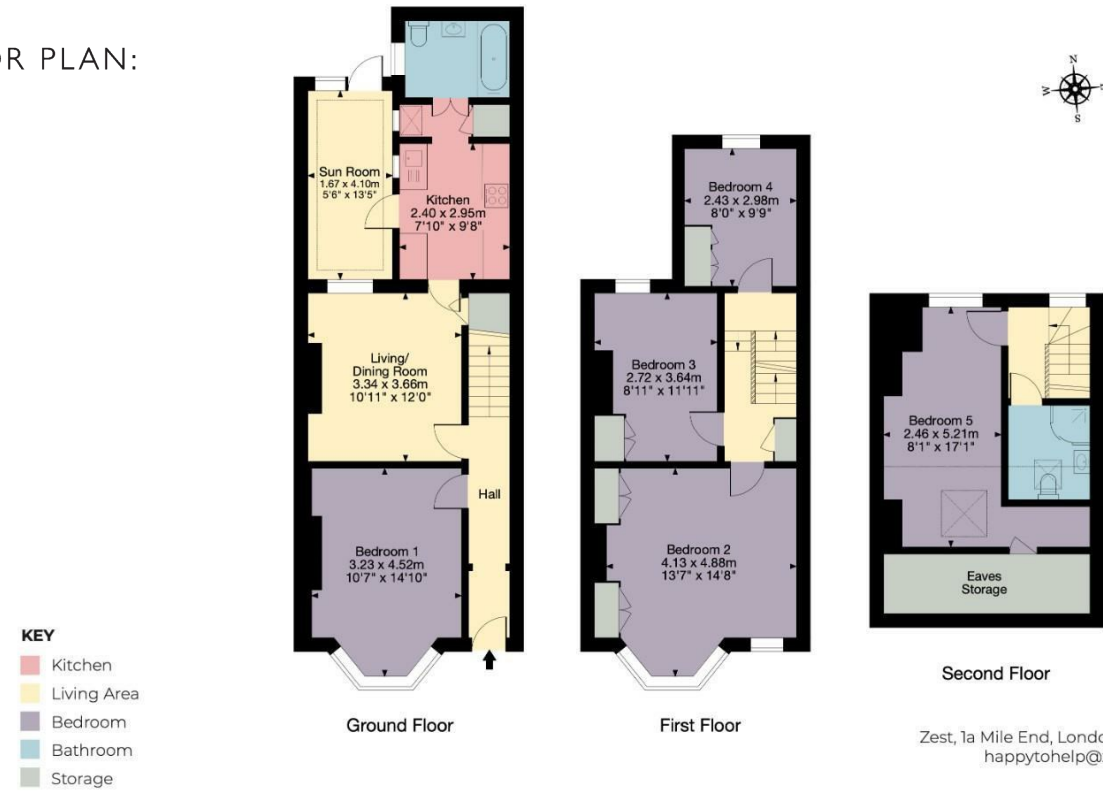 OR PLAN:
N
W
S
Sun Room
1.67 x 4.10m
5'6" x 13'5"
Kitchen
2.40 x 2.95m
7'10" x 9'8"
Living/
Dining Room
3.34 x 3.66m
10'11" x 12'0"
Hall
Bedroom 1
3.23 x 4.52m
10'7" x 14'10"
Ground Floor
Bedroom 4
2.43 x 2.98m
8'0" x 9'9"
Bedroom 3
2.72 x 3.64m
8'11" x 11'11"
Bedroom 2
4.13 x 4.88m
13'7" x 14'8"
First Floor
Bedroom 5
2.46 x 5.21m
8'1" x 17'1"
Eaves
Storage
Second Floor
KEY
Kitchen
Living Area
Bedroom
Bathroom
Storage
Zest, 1a Mile End, Londo
happytohelp@